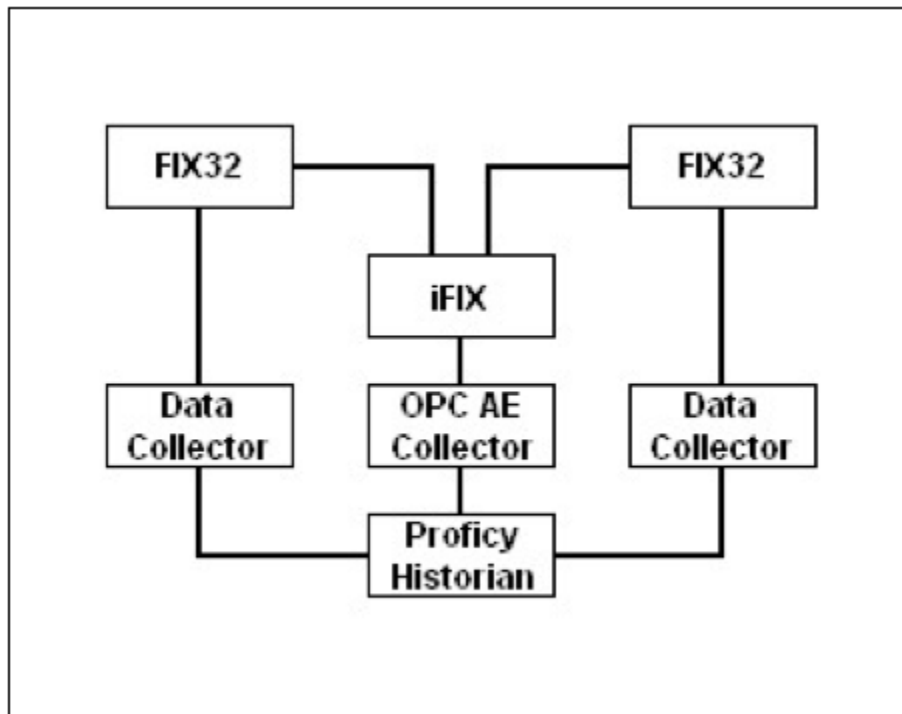 FIX32
FIX32
iFIX
Data
Collector
OPC AE
Collector
Data
Collector
Proficy
Historian